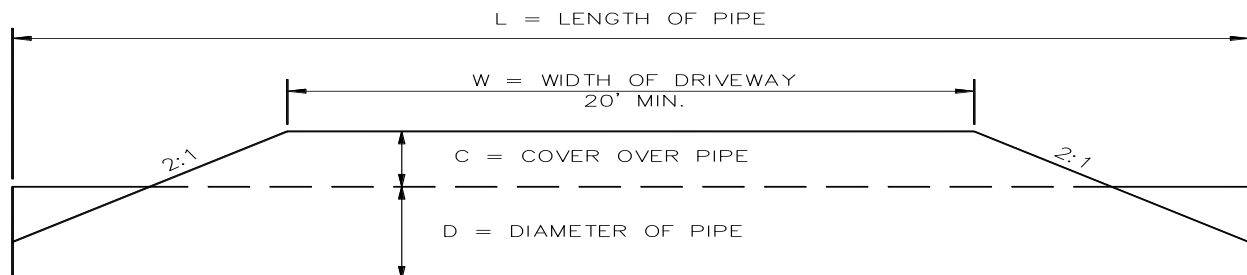 L = LENGTH OF PIPE
W = WIDTH OF DRIVEWAY
20' MIN.
2:1
C = COVER OVER PIPE
2:1
D = DIAMETER OF PIPE